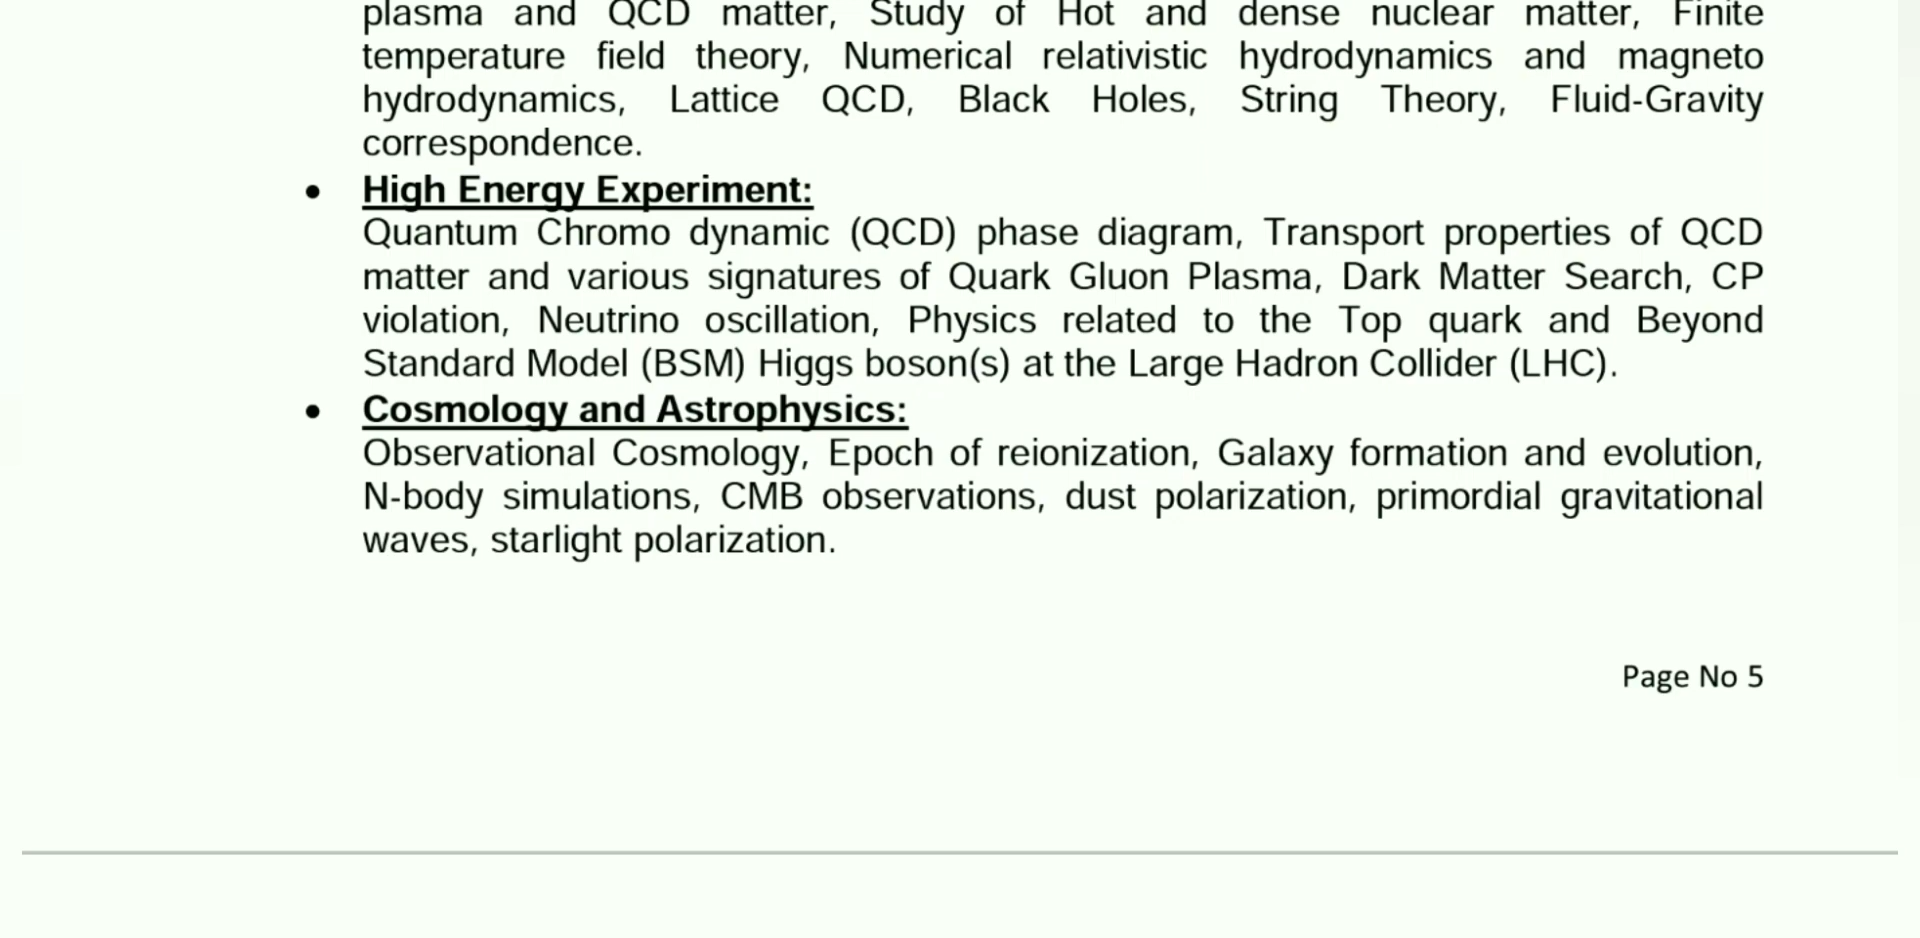 plasma and QCD matter, Study of Hot and dense nuclear matter, Finite
temperature field theory, Numerical relativistic hydrodynamics and magneto
hydrodynamics, Lattice QCD, Black Holes, String Theory, Fluid-Gravity
correspondence.
• High Energy Experiment:
Quantum Chromo dynamic (QCD) phase diagram, Transport properties of QCD
matter and various signatures of Quark Gluon Plasma, Dark Matter Search, CP
violation, Neutrino oscillation, Physics related to the Top quark and Beyond
Standard Model (BSM) Higgs boson(s) at the Large Hadron Collider (LHC).
• Cosmology and Astrophysics:
Observational Cosmology, Epoch of reionization, Galaxy formation and evolution,
N-body simulations, CMB observations, dust polarization, primordial gravitational
waves, starlight polarization.
Page No 5